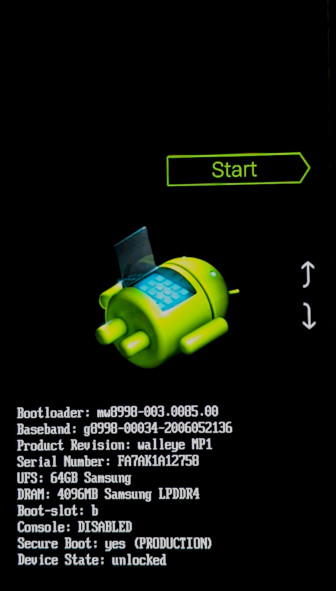 Start
Bootloader: mw8998-003.0085.00
Baseband: g8998-00034-2006052136
Product Revision: walleye MP1
Serial Number: FA7AK1A12758
UFS: 64GB Samsung
DRAM: 4096MB Samsung LPDDR4
Boot-slot: b
Console: DISABLED
Secure Boot: yes (PRODUCTION)
Device State: unlocked